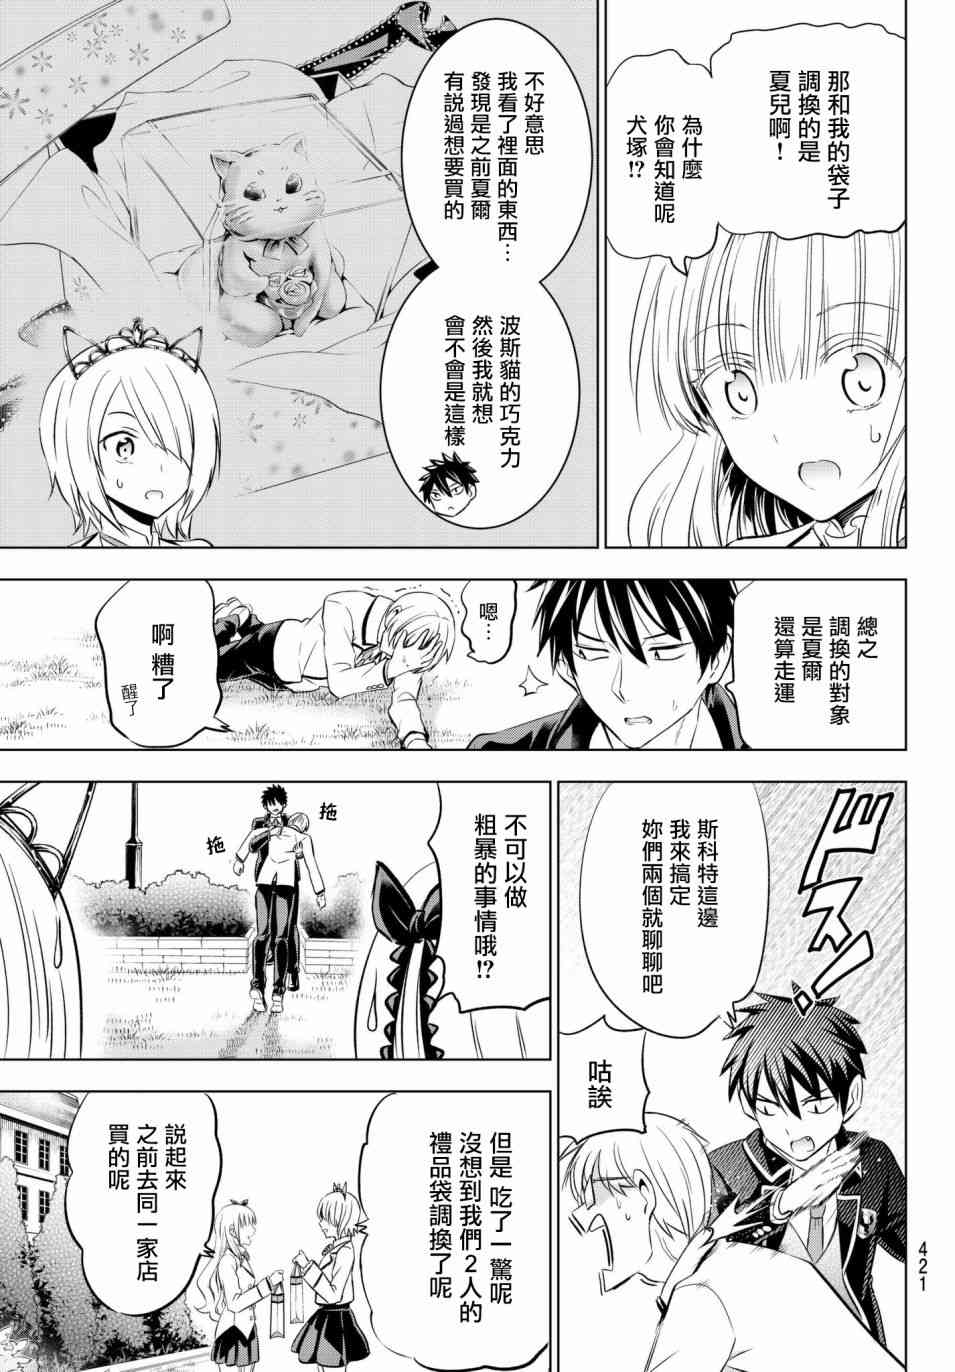 那和我的袋子
調換的是
夏兒啊！
為什麼
你會知道呢
犬塚!?
不好意思
我看了裡面的東西…
發現是之前夏爾
有説過想要買的
波斯貓的巧克力
然後我就想
會不會是這樣
總之
調換的對象
是夏爾
還算走運
嗯…
啊
糟了
醒了
斯科特這邊
我來搞定
妳們兩個就聊聊吧
ドスッ
咕誒
不可以做
粗暴的事情哦!?
拖
拖
但是 吃了一驚呢
沒想到我們2人的
禮品袋調換了呢
說起來
之前去同一家店
買的呢
421